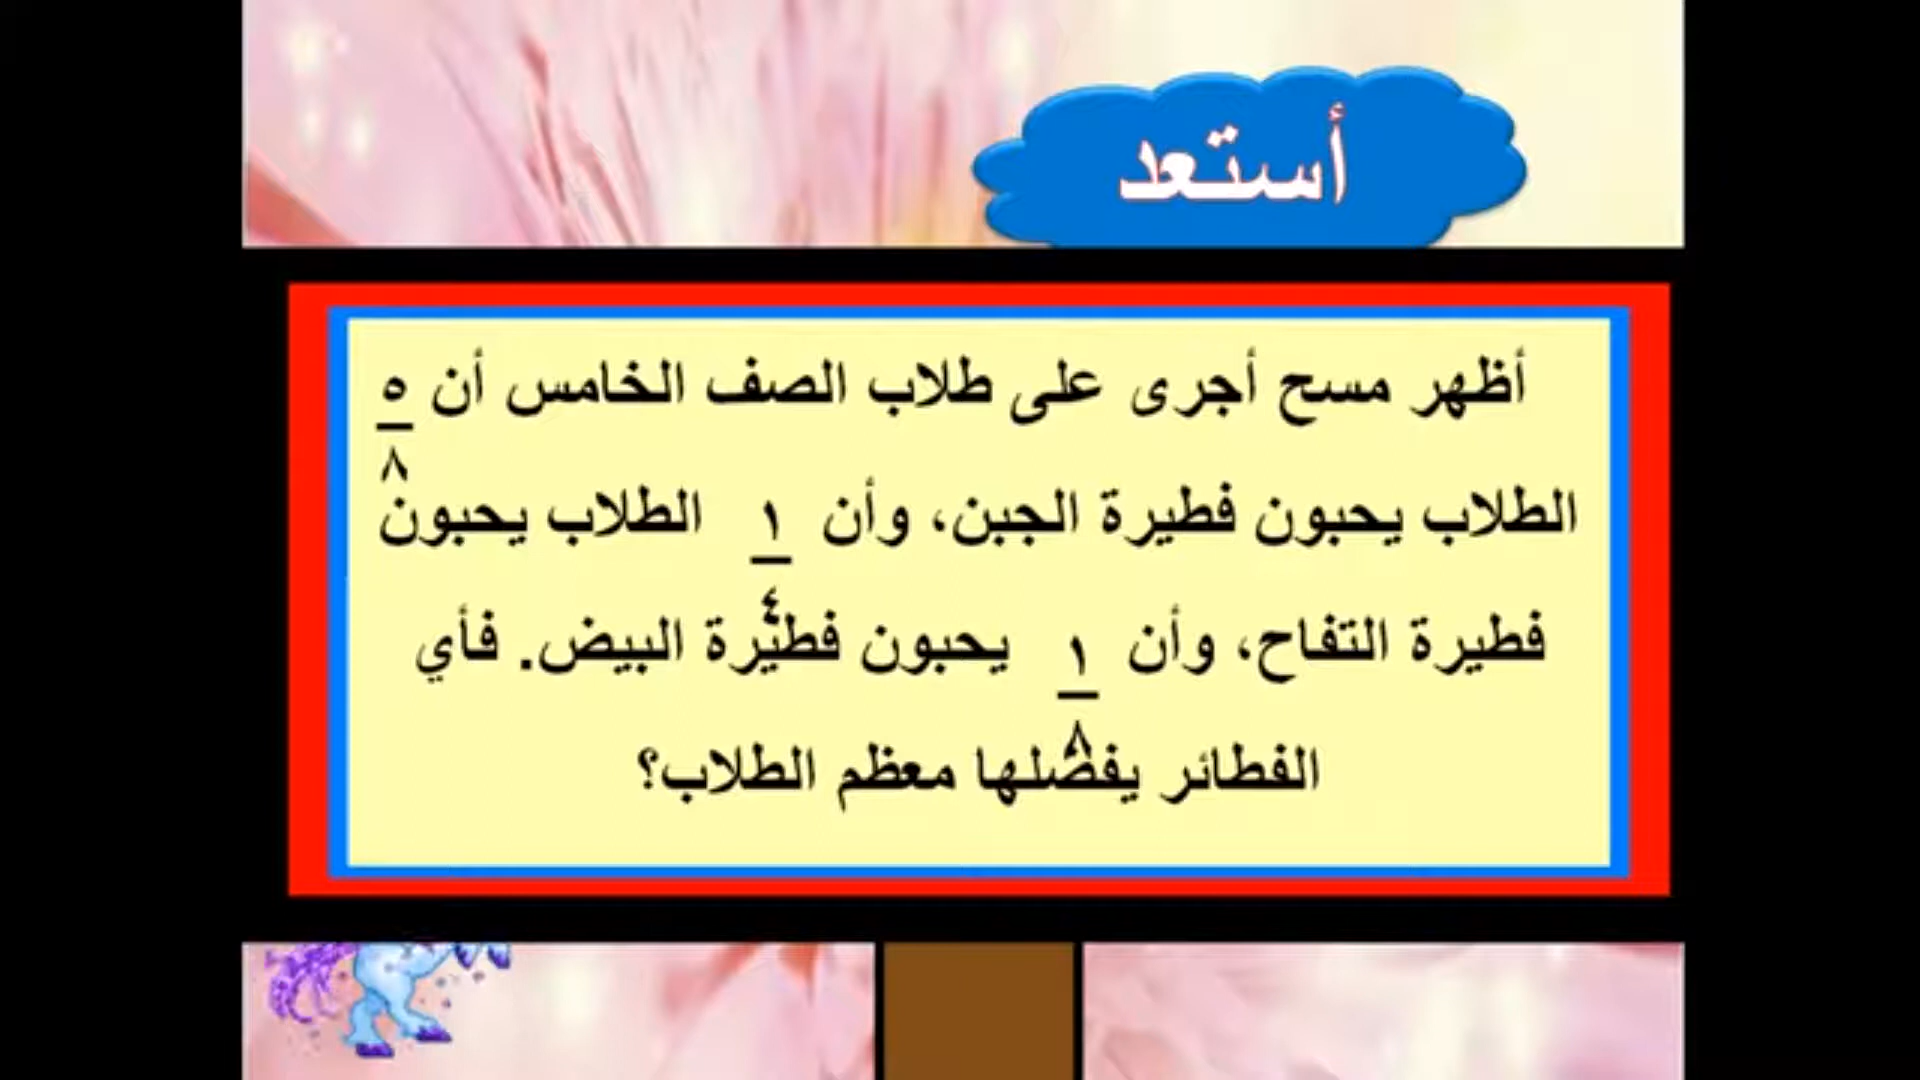 أستعد
أظهر مسح أجرى على طلاب الصف الخامس أن ٥/٨
الطلاب يحبون فطيرة الجبن، وأن ١/٤ الطلاب يحبون
فطيرة التفاح، وأن ١/٨ يحبون فطيرة البيض. فأي
الفطائر يفضلها معظم الطلاب؟